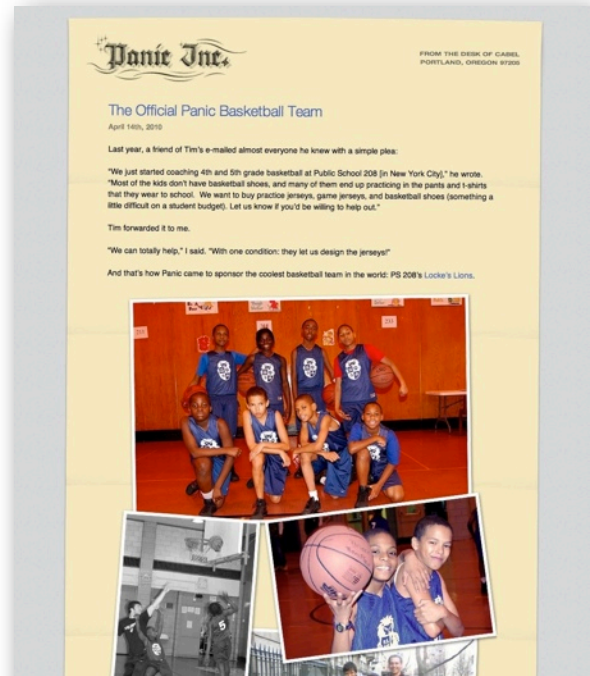 Panic Inc.
FROM THE DESK OF CABEL
PORTLAND, OREGON 97205
The Official Panic Basketball Team
April 14th, 2010
Last year, a friend of Tim's e-mailed almost everyone he knew with a simple plea:
"We just started coaching 4th and 5th grade basketball at Public School 208 [in New York City]," he wrote.
"Most of the kids don't have basketball shoes, and many of them end up practicing in the pants and t-shirts
that they wear to school.  We want to buy practice jerseys, game jerseys, and basketball shoes (something a
little difficult on a student budget). Let us know if you'd be willing to help out."
Tim forwarded it to me.
"We can totally help," I said. "With one condition: they let us design the jerseys!"
And that's how Panic came to sponsor the coolest basketball team in the world: PS 208's Locke's Lions.
5